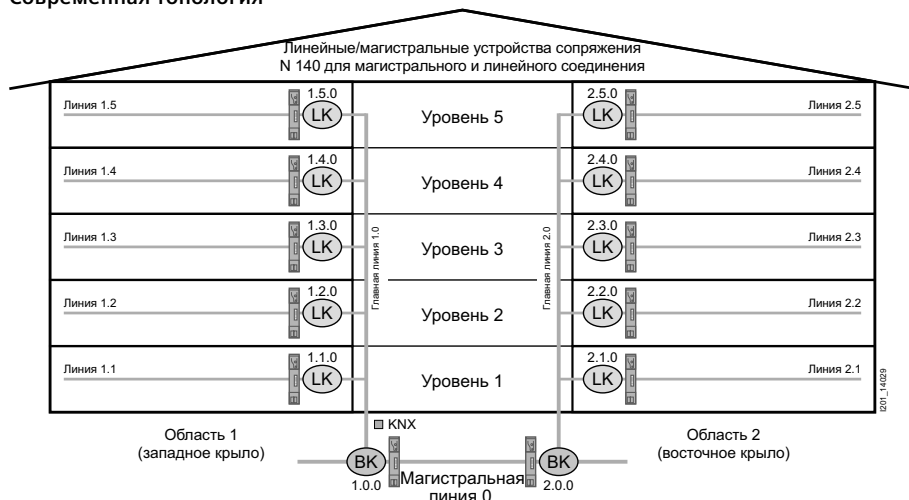 Современная топология
Линейные/магистральные устройства сопряжения
N 140 для магистрального и линейного соединения
Линия 1.5
1.5.0
LK
Уровень 5
2.5.0
LK
Линия 2.5
Линия 1.4
1.4.0
LK
Уровень 4
2.4.0
LK
Линия 2.4
Линия 1.3
1.3.0
LK
Главная линия 1.0
Уровень 3
Главная линия 2.0
2.3.0
LK
Линия 2.3
Линия 1.2
1.2.0
LK
Уровень 2
2.2.0
LK
Линия 2.2
Линия 1.1
1.1.0
LK
Уровень 1
2.1.0
LK
Линия 2.1
I201_14029
Область 1
(западное крыло)
KNX
Область 2
(восточное крыло)
BK
1.0.0
Магистральная
линия 0
BK
2.0.0